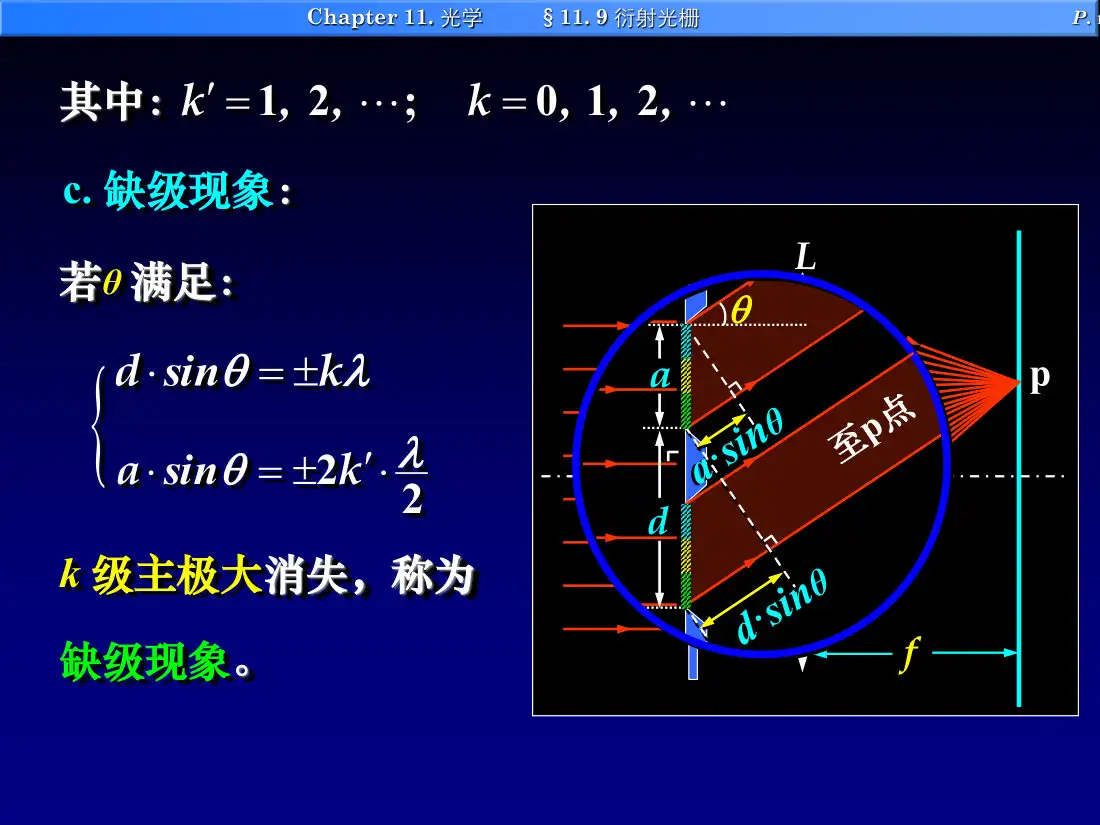 Chapter 11. 光学 § 11. 9 衍射光栅 P.
其中: k′ = 1, 2, ⋯; k = 0, 1, 2, ⋯
c. 缺级现象:
若θ 满足:
d · sinθ = ±kλ
a · sinθ = ±2k′ · λ/2
k 级主极大消失，称为
缺级现象。
L
θ
a
p
至p点
a·sinθ
d
d·sinθ
f